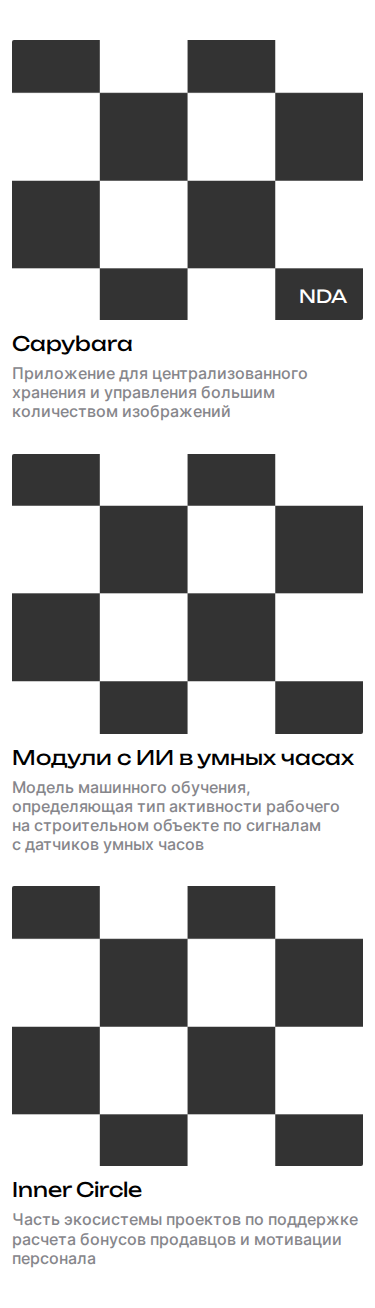 NDA
Capybara
Приложение для централизованного
хранения и управления большим
количеством изображений
Модули с ИИ в умных часах
Модель машинного обучения,
определяющая тип активности рабочего
на строительном объекте по сигналам
с датчиков умных часов
Inner Circle
Часть экосистемы проектов по поддержке
расчета бонусов продавцов и мотивации
персонала